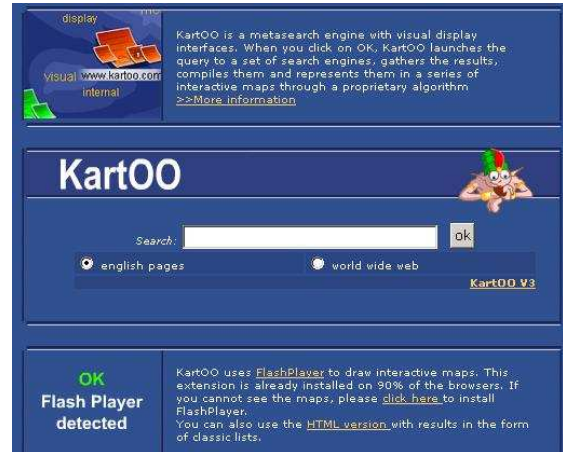 display
KartOO is a metasearch engine with visual display
interfaces. When you click on OK, KartOO launches the
query to a set of search engines, gathers the results,
compiles them and represents them in a series of
interactive maps through a proprietary algorithm
>>More information
visual www.kartoo.com
internal
KartOO
Search:
ok
english pages
world wide web
KartOO V3
OK
Flash Player
detected
KartOO uses FlashPlayer to draw interactive maps. This
extension is already installed on 90% of the browsers. If
you cannot see the maps, please click here to install
FlashPlayer.
You can also use the HTML version with results in the form
of classic lists.